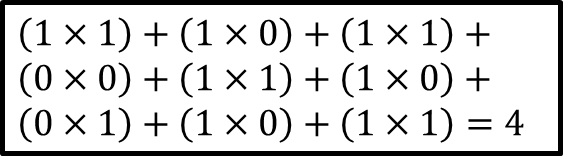 (1 × 1) + (1 × 0) + (1 × 1) +
(0 × 0) + (1 × 1) + (1 × 0) +
(0 × 1) + (1 × 0) + (1 × 1) = 4